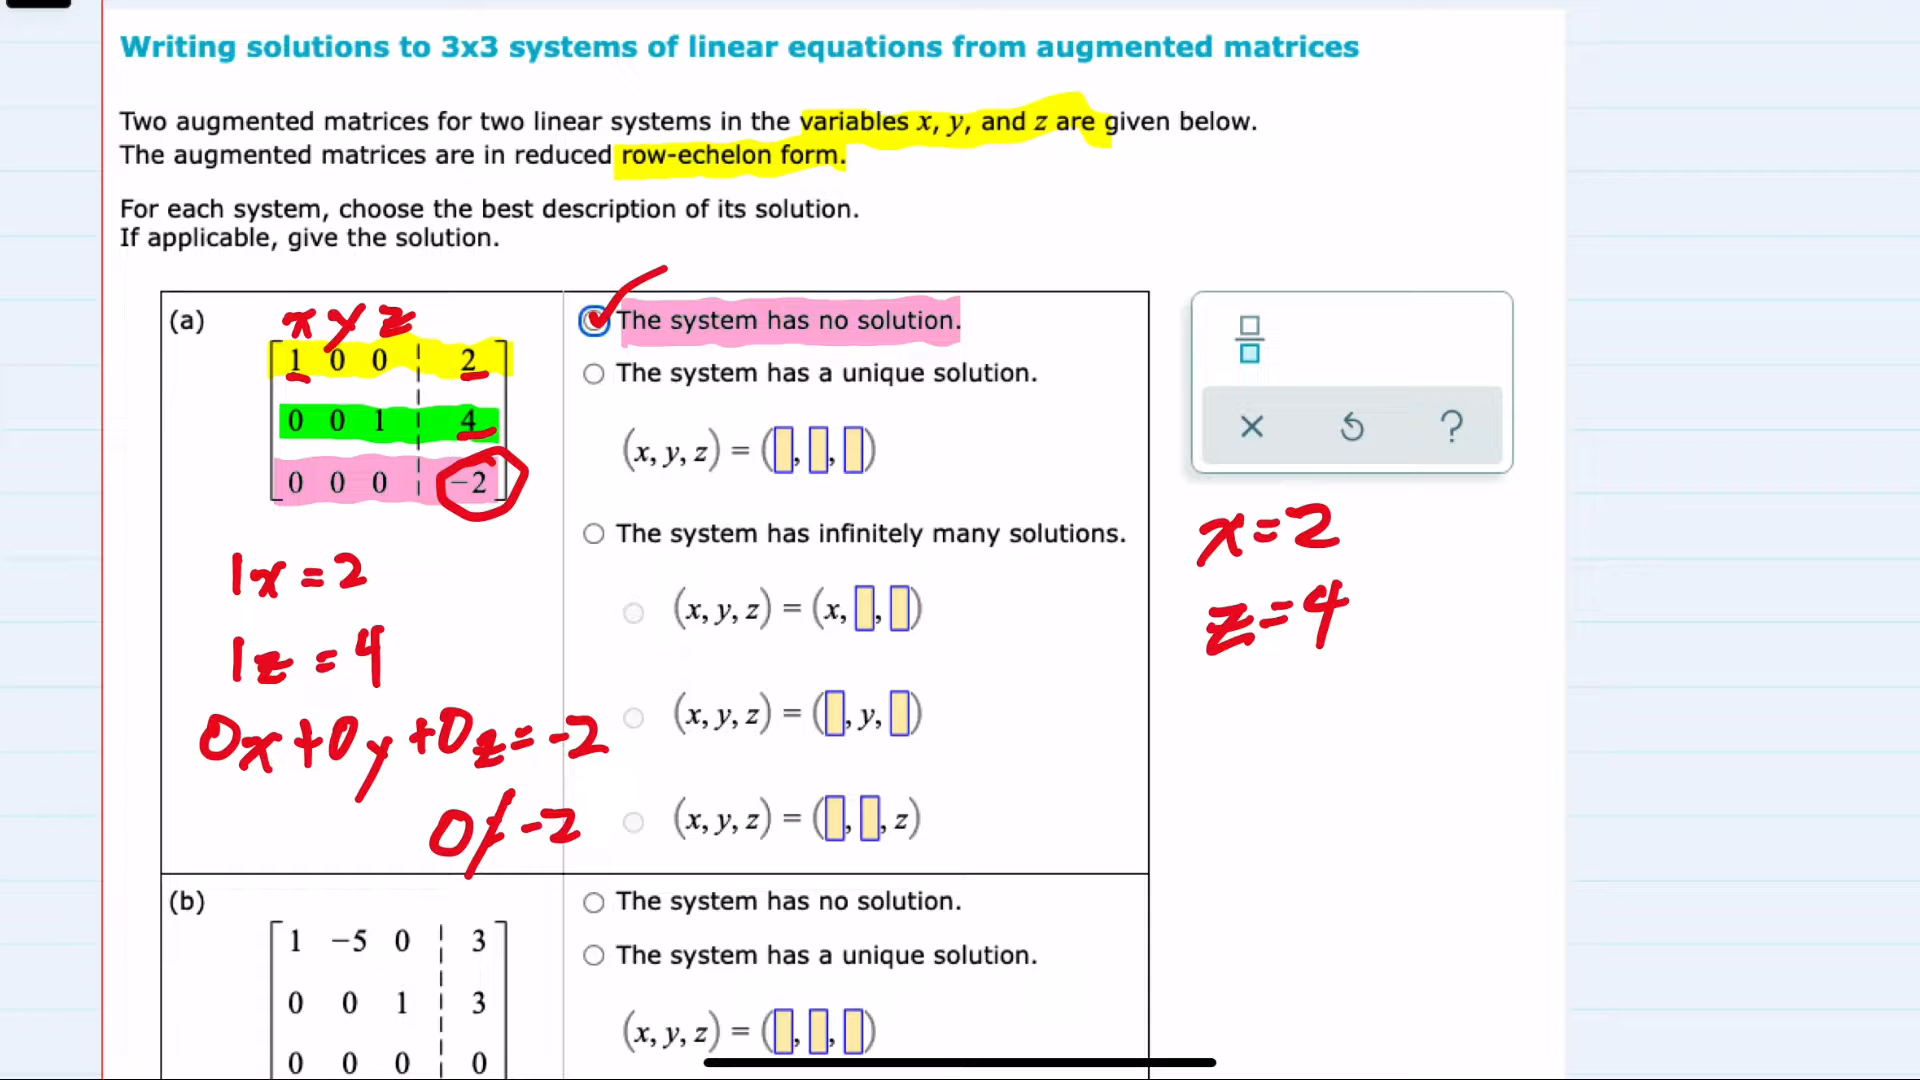 Writing solutions to 3x3 systems of linear equations from augmented matrices
Two augmented matrices for two linear systems in the variables x, y, and z are given below.
The augmented matrices are in reduced row-echelon form.
For each system, choose the best description of its solution.
If applicable, give the solution.
(a)
x y z
1 0 0 2
0 0 1 4
0 0 0 −2
1x = 2
1z = 4
0x+0y+0z=-2
0≠-2
The system has no solution.
The system has a unique solution.
(x, y, z) = ( , , )
The system has infinitely many solutions.
(x, y, z) = (x, , )
(x, y, z) = ( , y, )
(x, y, z) = ( , , z)
?
x=2
z=4
(b)
1 −5 0 3
0 0 1 3
0 0 0 0
The system has no solution.
The system has a unique solution.
(x, y, z) = ( , , )